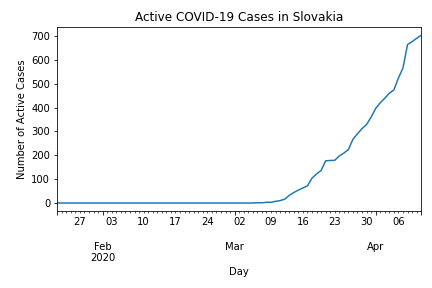 Active COVID-19 Cases in Slovakia
Number of Active Cases
700
600
500
400
300
200
100
0
27 03 10 17 24 02 09 16 23 30 06
Feb Mar Apr
2020
Day